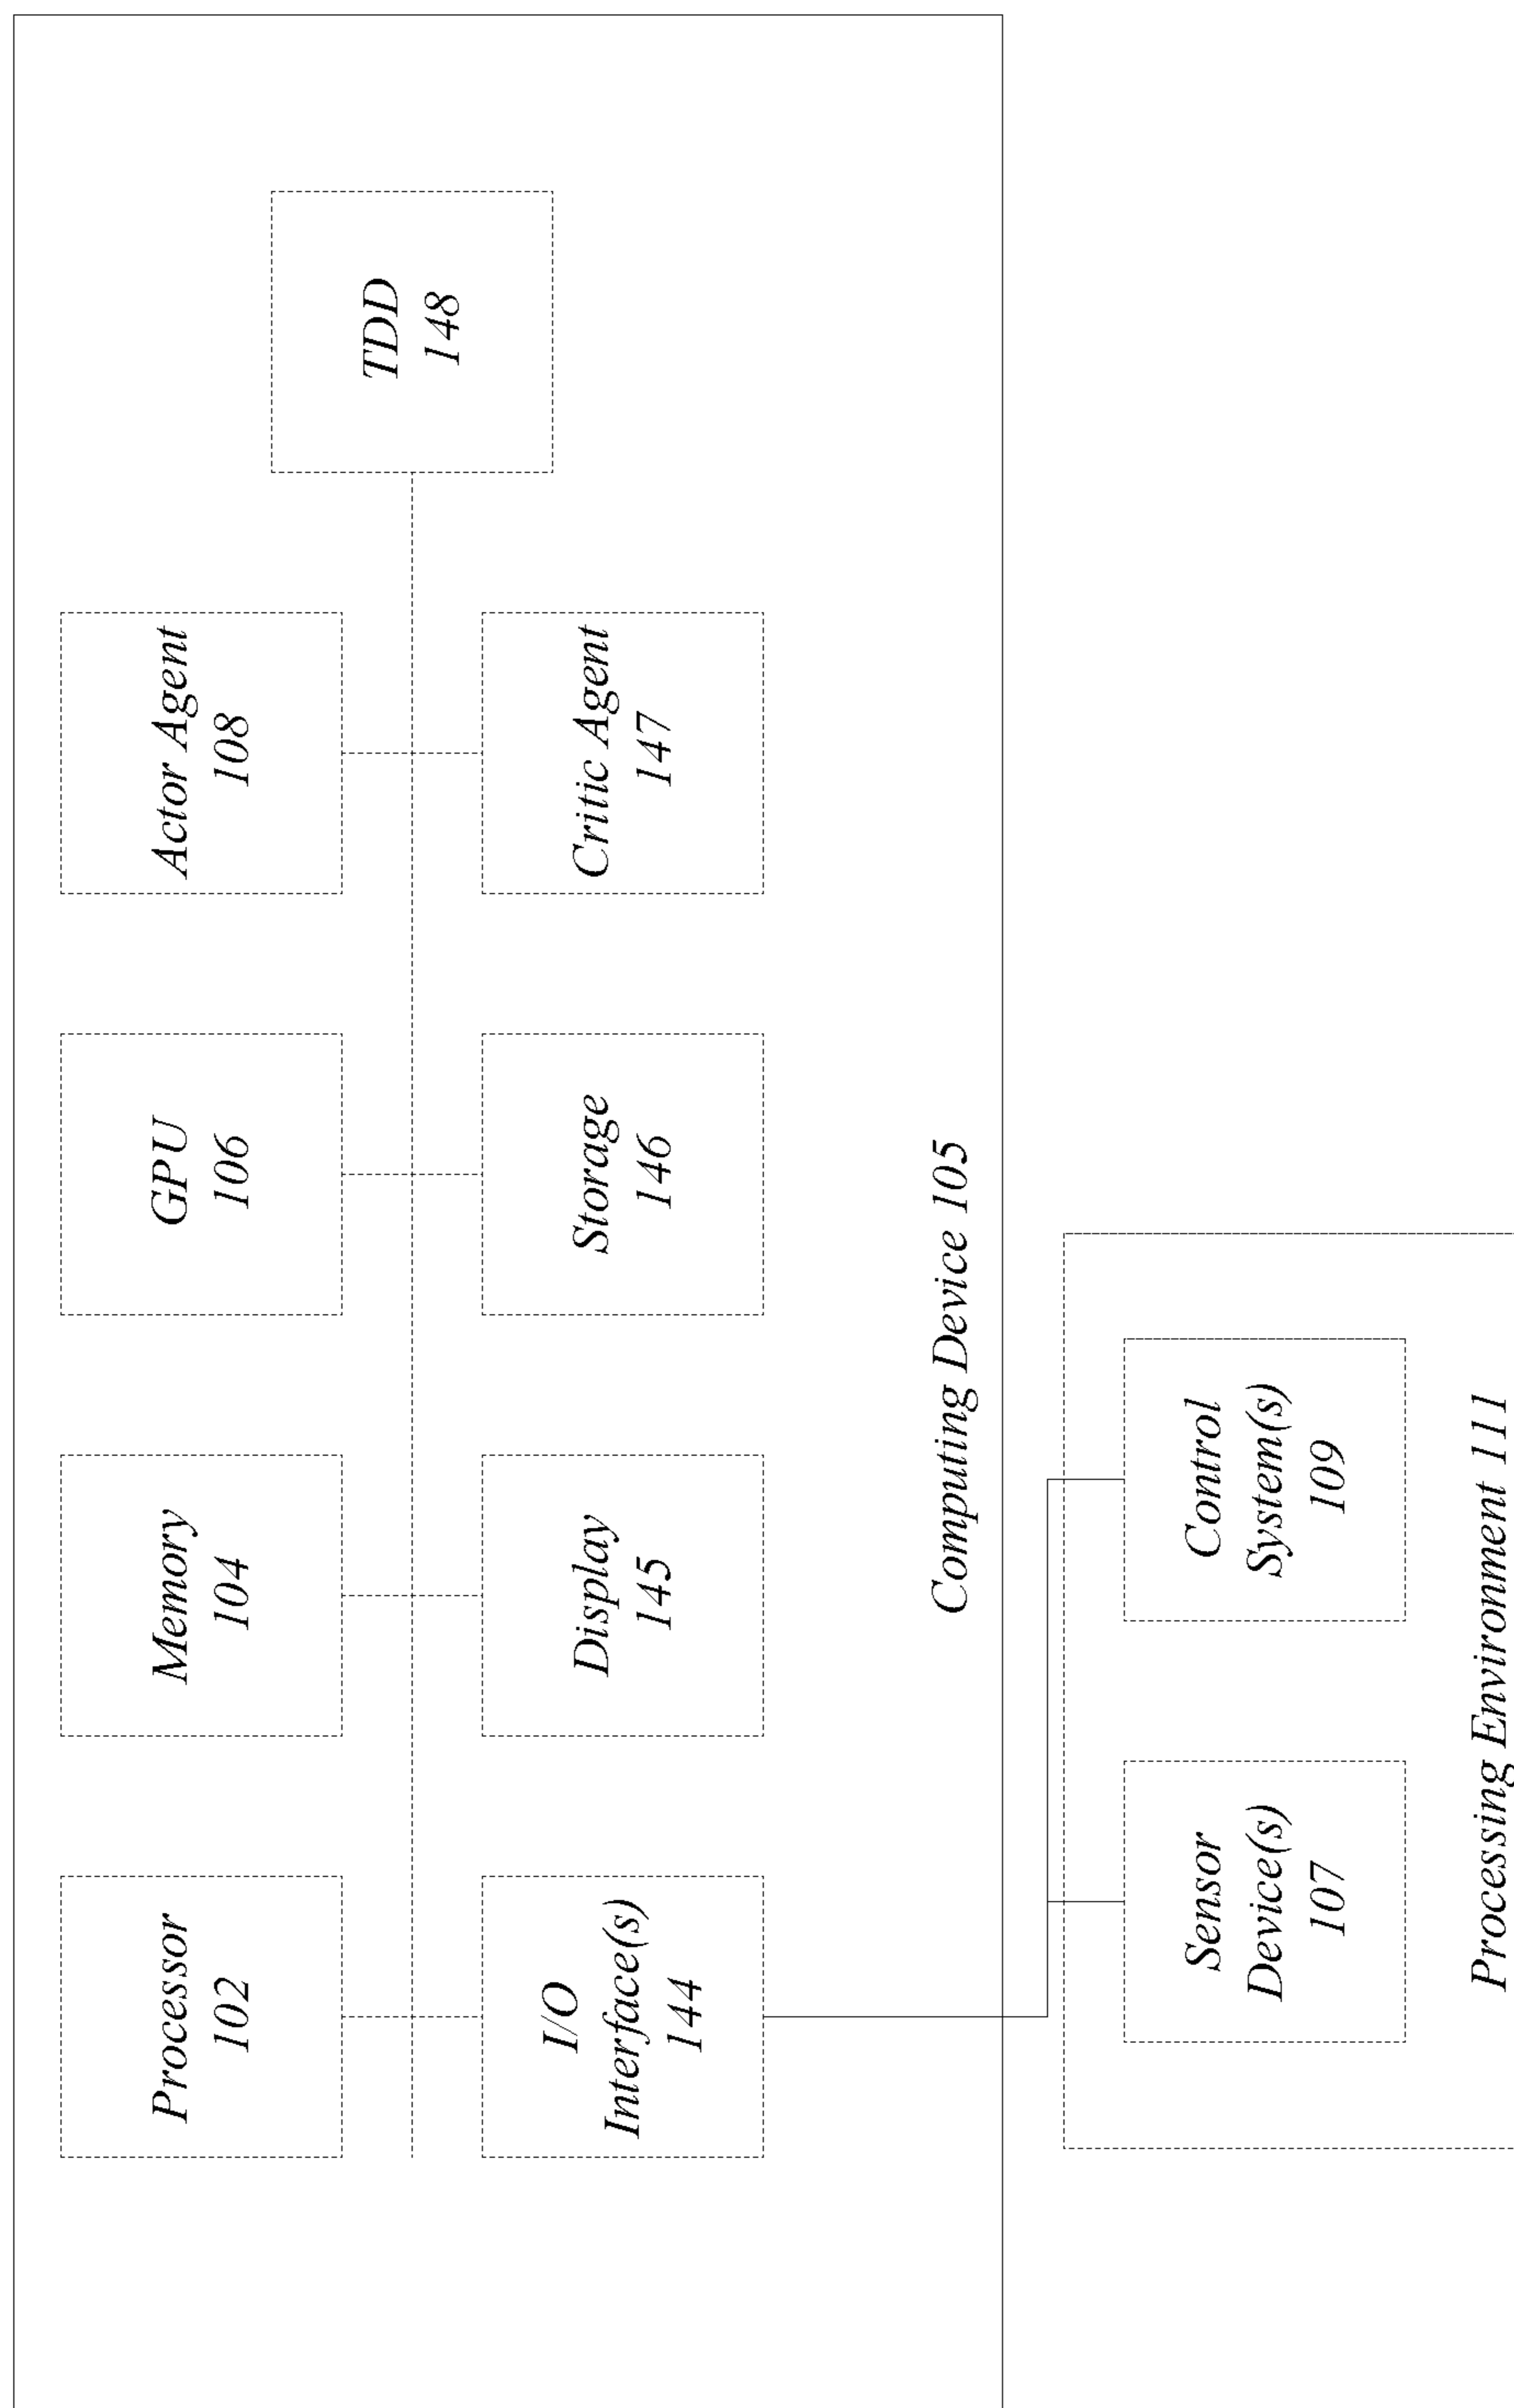 Processor
102
Memory
104
GPU
106
Actor Agent
108
TDD
148
I/O
Interface(s)
144
Display
145
Storage
146
Critic Agent
147
Computing Device 105
Sensor
Device(s)
107
Control
System(s)
109
Processing Environment 111